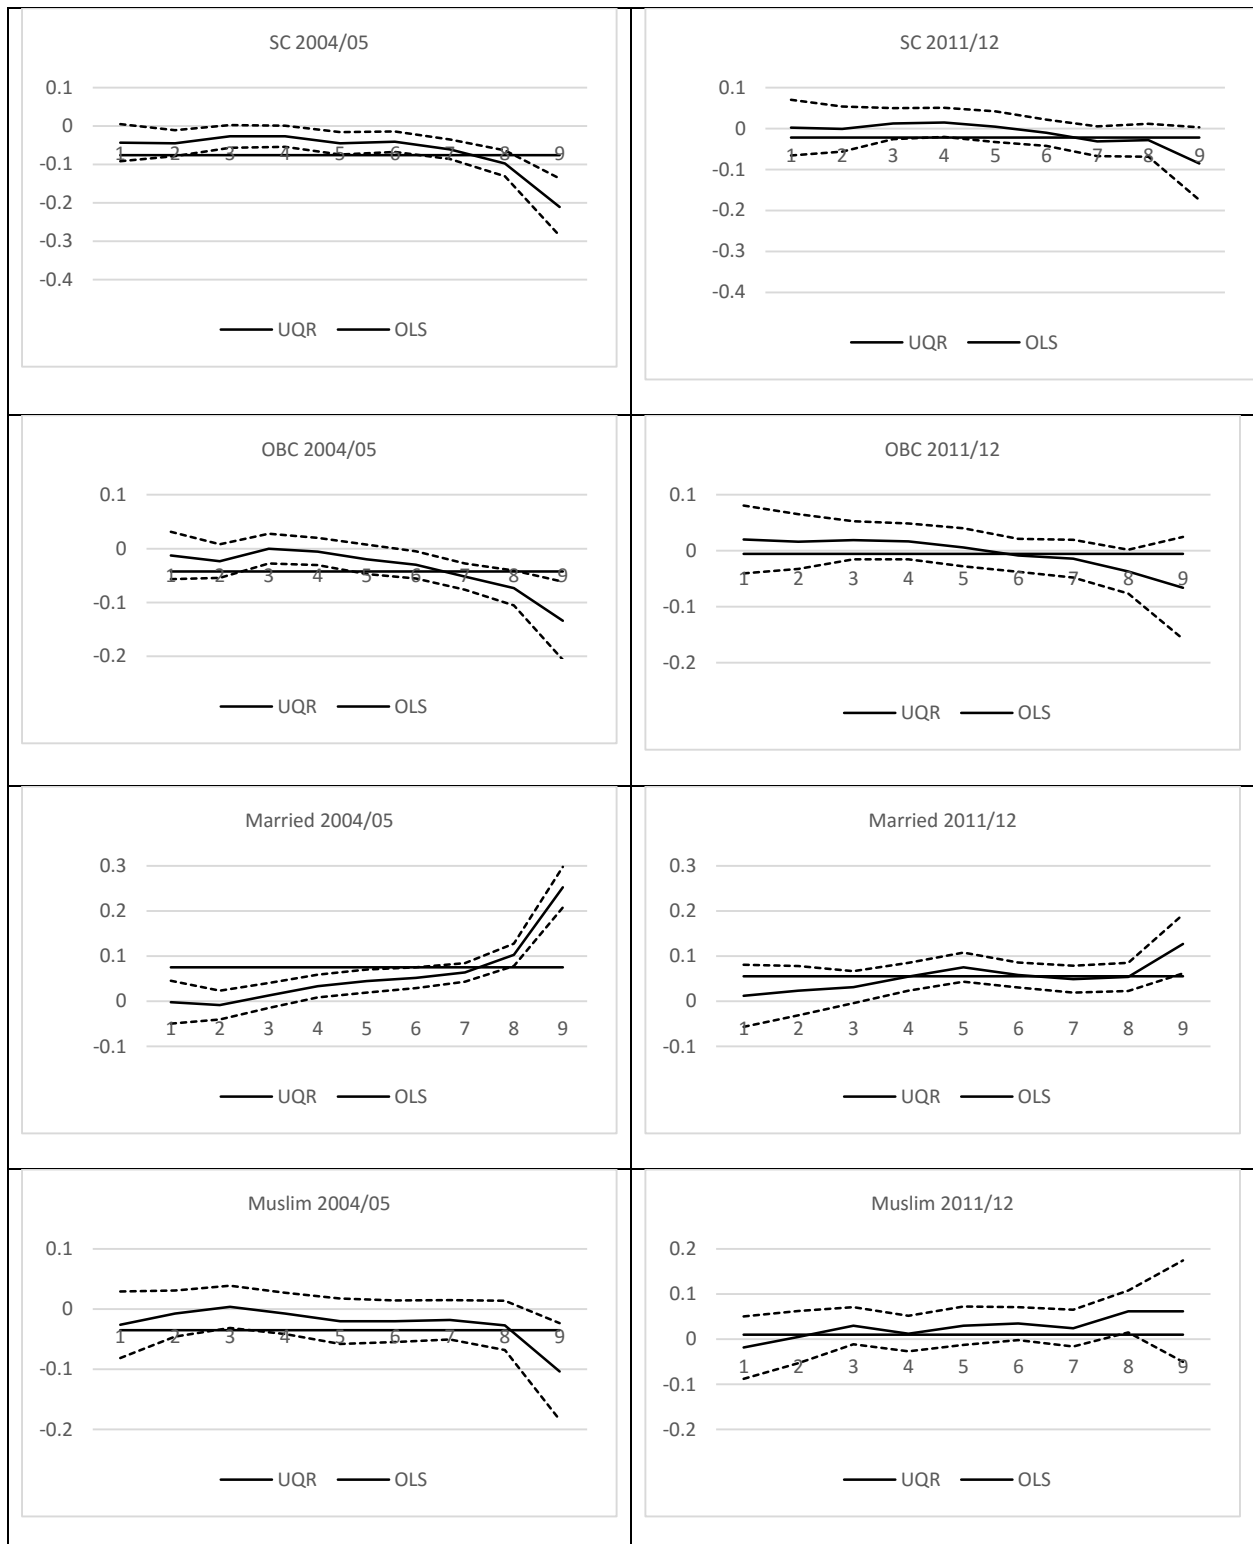 SC 2004/05
0.1
0
-0.1
-0.2
-0.3
-0.4
1 2 3 4 5 6 7 8 9
UQR OLS
SC 2011/12
0.1
0
-0.1
-0.2
-0.3
-0.4
1 2 3 4 5 6 7 8 9
UQR OLS
OBC 2004/05
0.1
0
-0.1
-0.2
1 2 3 4 5 6 7 8 9
UQR OLS
OBC 2011/12
0.1
0
-0.1
-0.2
1 2 3 4 5 6 7 8 9
UQR OLS
Married 2004/05
0.3
0.2
0.1
0
-0.1
1 2 3 4 5 6 7 8 9
UQR OLS
Married 2011/12
0.3
0.2
0.1
0
-0.1
1 2 3 4 5 6 7 8 9
UQR OLS
Muslim 2004/05
0.1
0
-0.1
-0.2
1 2 3 4 5 6 7 8 9
UQR OLS
Muslim 2011/12
0.2
0.1
0
-0.1
-0.2
1 2 3 4 5 6 7 8 9
UQR OLS